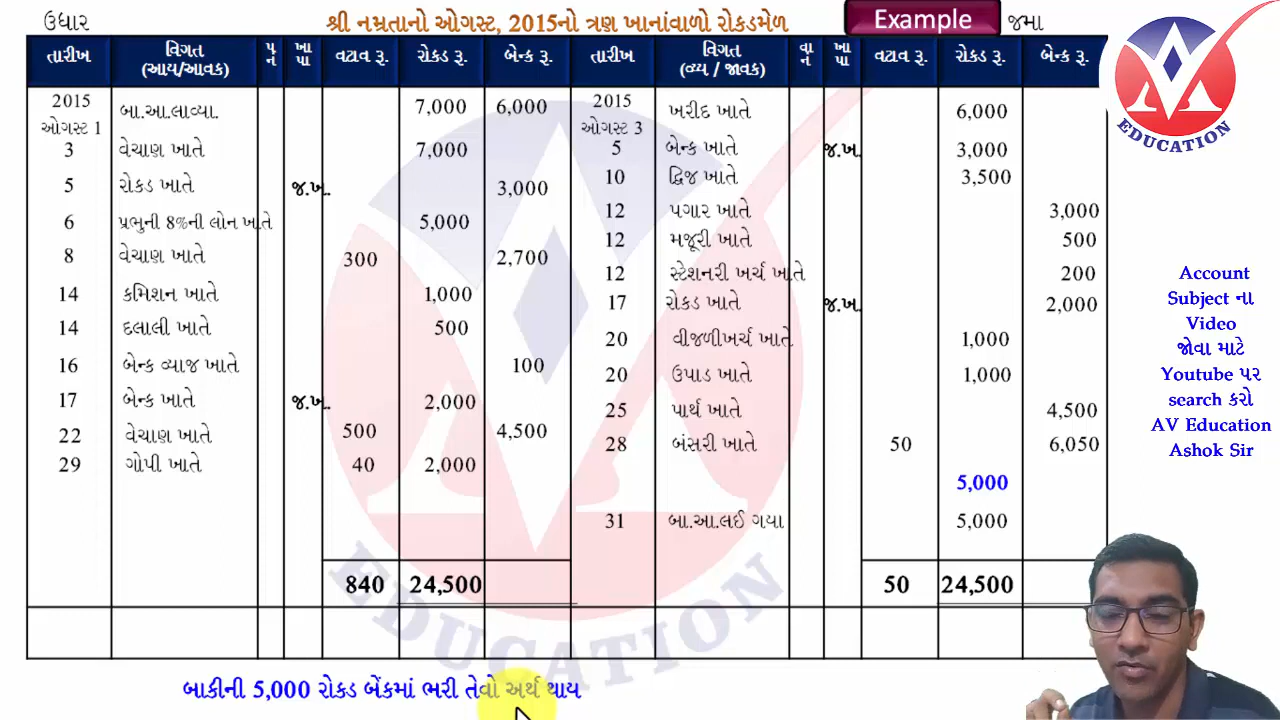 ઉધાર શ્રી નમ્રતાનો ઓગસ્ટ, 2015નો ત્રણ ખાનાંવાળો રોકડમેળ Example જમા
તારીખ વિગત (આય/આવક) પ ન ખા પા વટાવ રૂ. રોકડ રૂ. બેન્ક રૂ. તારીખ વિગત (વ્યય / જાવક) વા ન ખા પા વટાવ રૂ. રોકડ રૂ. બેન્ક રૂ.
2015 2015
ઓગસ્ટ 1 બા.આ.લાવ્યા. 7,000 6,000 ઓગસ્ટ 3 ખરીદ ખાતે 6,000
3 વેચાણ ખાતે 7,000 5 બેન્ક ખાતે જ.ખ. 3,000
5 રોકડ ખાતે જ.ખ. 3,000 10 દ્વિજ ખાતે 3,500
6 પ્રભુની 8%ની લોન ખાતે 5,000 12 પગાર ખાતે 3,000
8 વેચાણ ખાતે 300 2,700 12 મજૂરી ખાતે 500
14 કમિશન ખાતે 1,000 12 સ્ટેશનરી ખર્ચ ખાતે 200
14 દલાલી ખાતે 500 17 રોકડ ખાતે જ.ખ. 2,000
16 બેન્ક વ્યાજ ખાતે 100 20 વીજળીખર્ચ ખાતે 1,000
17 બેન્ક ખાતે જ.ખ. 2,000 20 ઉપાડ ખાતે 1,000
22 વેચાણ ખાતે 500 4,500 25 પાર્થ ખાતે 4,500
29 ગોપી ખાતે 40 2,000 28 બંસરી ખાતે 50 6,050
5,000
31 બા.આ.લઈ ગયા 5,000
840 24,500 50 24,500
બાકીની 5,000 રોકડ બેંકમાં ભરી તેવો અર્થ થાય
EDUCATION
EDUCATION
Account
Subject ના
Video
જોવા માટે
Youtube પર
search કરો
AV Education
Ashok Sir